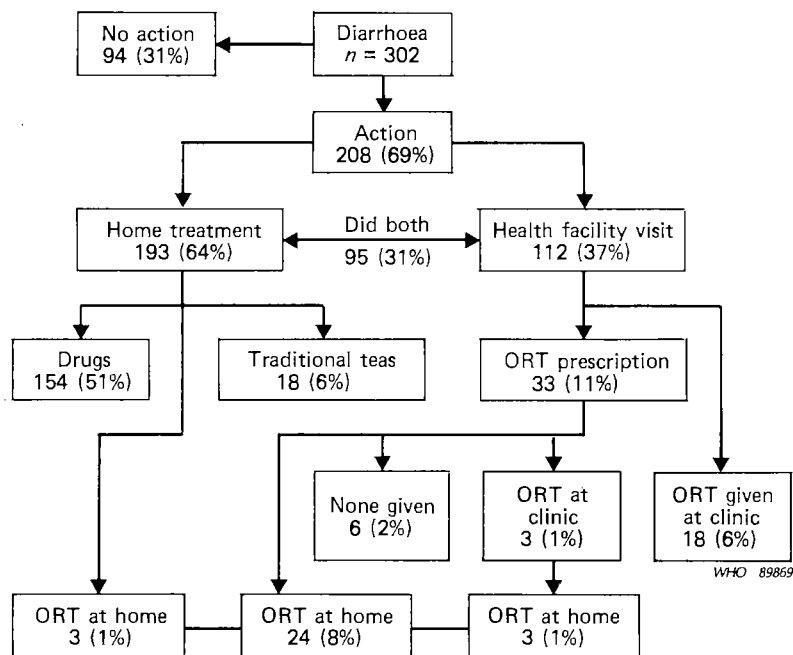 No action
94 (31%)
Diarrhoea
n = 302
Action
208 (69%)
Home treatment
193 (64%)
Did both
95 (31%)
Health facility visit
112 (37%)
Drugs
154 (51%)
Traditional teas
18 (6%)
ORT prescription
33 (11%)
None given
6 (2%)
ORT at
clinic
3 (1%)
ORT given
at clinic
18 (6%)
WHO 89869
ORT at home
3 (1%)
ORT at home
24 (8%)
ORT at home
3 (1%)